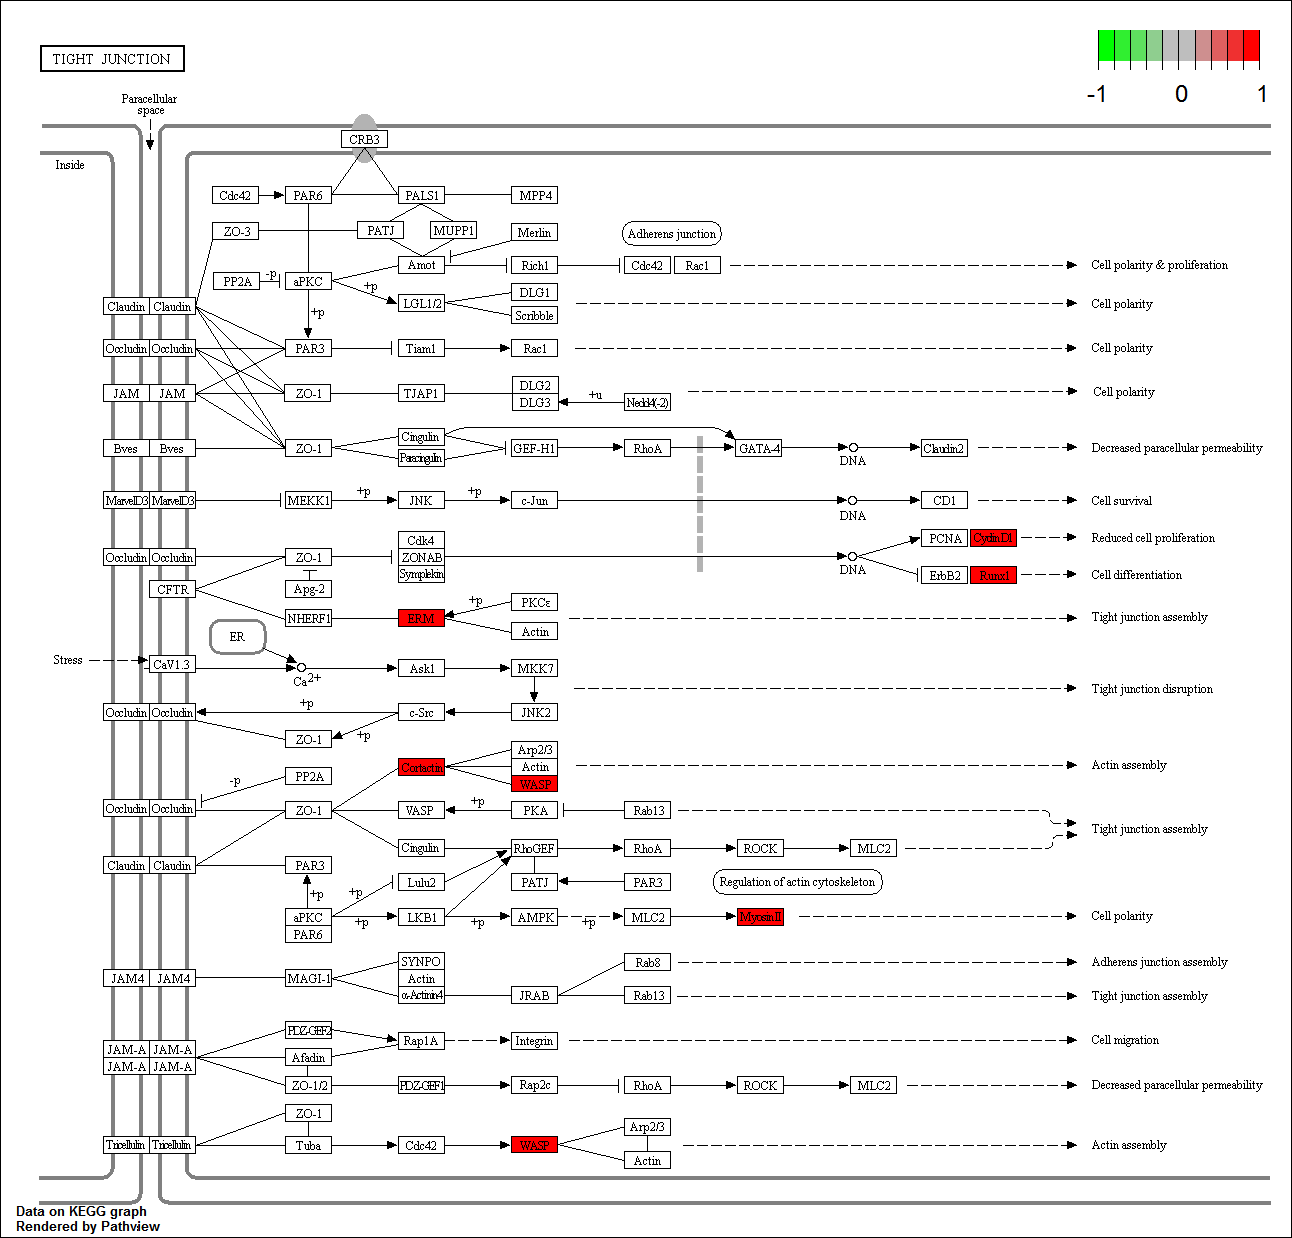 TIGHT JUNCTION
-1 0 1
Paracellular
space
Inside
CRB3
Cdc42 PAR6 PALS1 MPP4
ZO-3 PATJ MUPP1 Merlin Adherens junction
PP2A -p aPKC Amot Rich1 Cdc42 Rac1 Cell polarity & proliferation
+p
DLG1
Claudin Claudin +p LGL1/2 Cell polarity
Scribble
Occludin Occludin PAR3 Tiam1 Rac1 Cell polarity
JAM JAM ZO-1 TJAP1 DLG2 +u Cell polarity
DLG3 Nedd4(-2)
Cingulin
Bves Bves ZO-1 GEF-H1 RhoA GATA-4 Claudin2 Decreased paracellular permeability
Paracingulin DNA
MarvelD3 MarvelD3 MEKK1 +p JNK +p c-Jun CD1 Cell survival
DNA
Cdk4 PCNA CyclinD1 Reduced cell proliferation
Occludin Occludin ZO-1 ZONAB
DNA
Symplekin ErbB2 Runx1 Cell differentiation
CFTR Apg-2
+p PKCε
NHERF1 ERM Tight junction assembly
Actin
ER
Stress CaV1.3 Ask1 MKK7
Ca2+
Tight junction disruption
+p
Occludin Occludin c-Src JNK2
ZO-1 +p
Arp2/3
Cortactin Actin Actin assembly
-p PP2A WASP
Occludin Occludin ZO-1 VASP +p PKA Rab13
Tight junction assembly
Cingulin RhoGEF RhoA ROCK MLC2
Claudin Claudin PAR3
+p +p Lulu2 PATJ PAR3 Regulation of actin cytoskeleton
aPKC +p LKB1 +p AMPK +p MLC2 MyosinII Cell polarity
PAR6
SYNPO Rab8 Adherens junction assembly
JAM4 JAM4 MAGI-1 Actin
α-Actinin4 JRAB Rab13 Tight junction assembly
PDZ-GEF2
JAM-A JAM-A Rap1A Integrin Cell migration
JAM-A JAM-A Afadin
ZO-1/2 PDZ-GEF1 Rap2c RhoA ROCK MLC2 Decreased paracellular permeability
ZO-1
Arp2/3
Tricellulin Tricellulin Tuba Cdc42 WASP Actin assembly
Actin
Data on KEGG graph
Rendered by Pathview